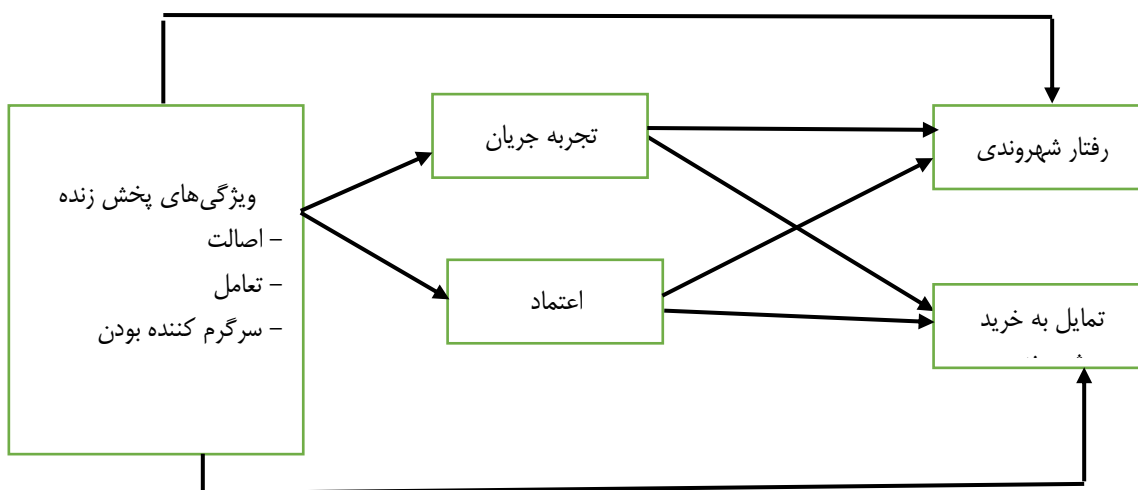 ویژگی‌های پخش زنده
– اصالت
– تعامل
– سرگرم کننده بودن
تجربه جریان
اعتماد
رفتار شهروندی
تمایل به خرید